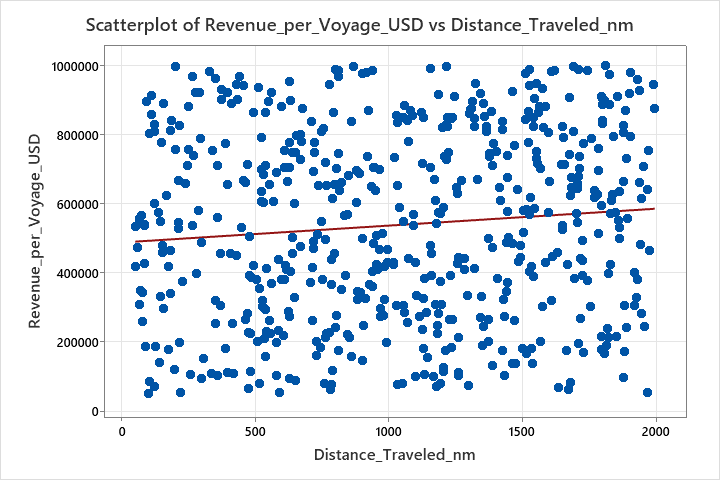 Scatterplot of Revenue_per_Voyage_USD vs Distance_Traveled_nm
Revenue_per_Voyage_USD
1000000
800000
600000
400000
200000
0
0 500 1000 1500 2000
Distance_Traveled_nm